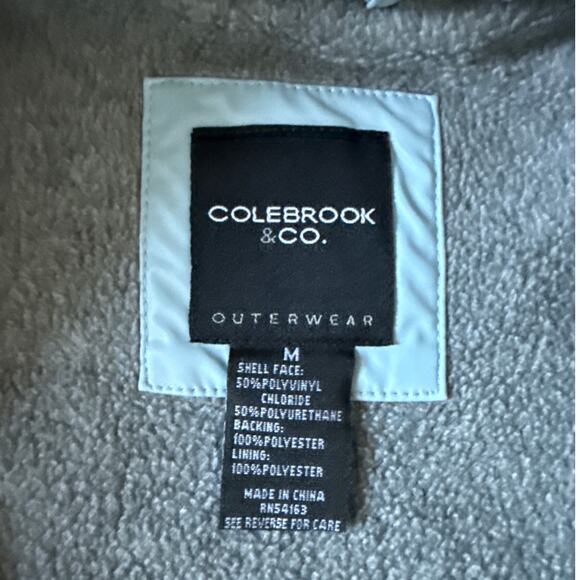 COLEBROOK
&CO.
OUTERWEAR
M
SHELL FACE:
50%POLYVINYL
CHLORIDE
50%POLYURETHANE
BACKING:
100%POLYESTER
LINING:
100%POLYESTER
MADE IN CHINA
RN54163
SEE REVERSE FOR CARE